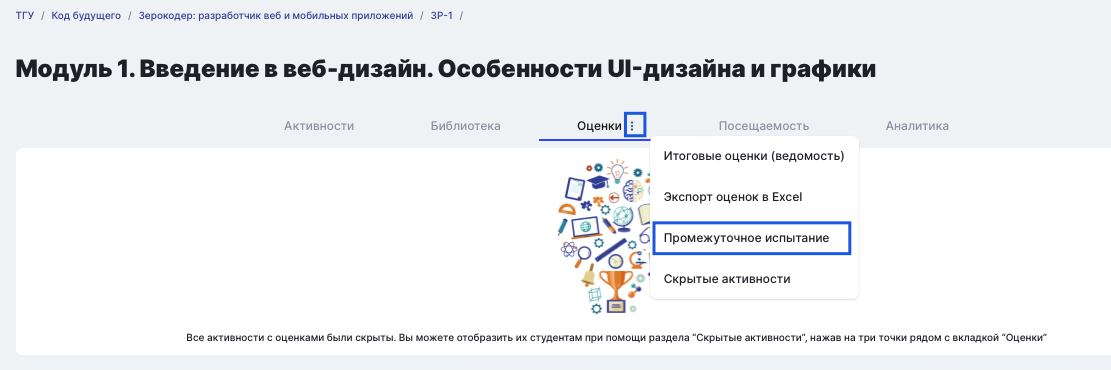 ТГУ / Код будущего / Зерокодер: разработчик веб и мобильных приложений / ЗР-1 /
Модуль 1. Введение в веб-дизайн. Особенности UI-дизайна и графики
Активности Библиотека Оценки Посещаемость Аналитика
Итоговые оценки (ведомость)
Экспорт оценок в Excel
Промежуточное испытание
Скрытые активности
Все активности с оценками были скрыты. Вы можете отобразить их студентам при помощи раздела “Скрытые активности”, нажав на три точки рядом с вкладкой “Оценки”